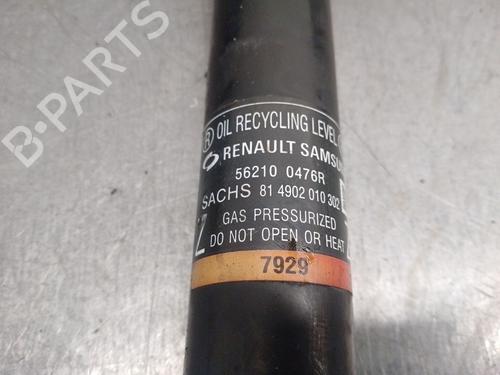 B-PARTS
® OIL RECYCLING LEVEL
RENAULT SAMSU
56210 0476R
SACHS 81 4902 010 302
GAS PRESSURIZED
Z DO NOT OPEN OR HEAT
7929